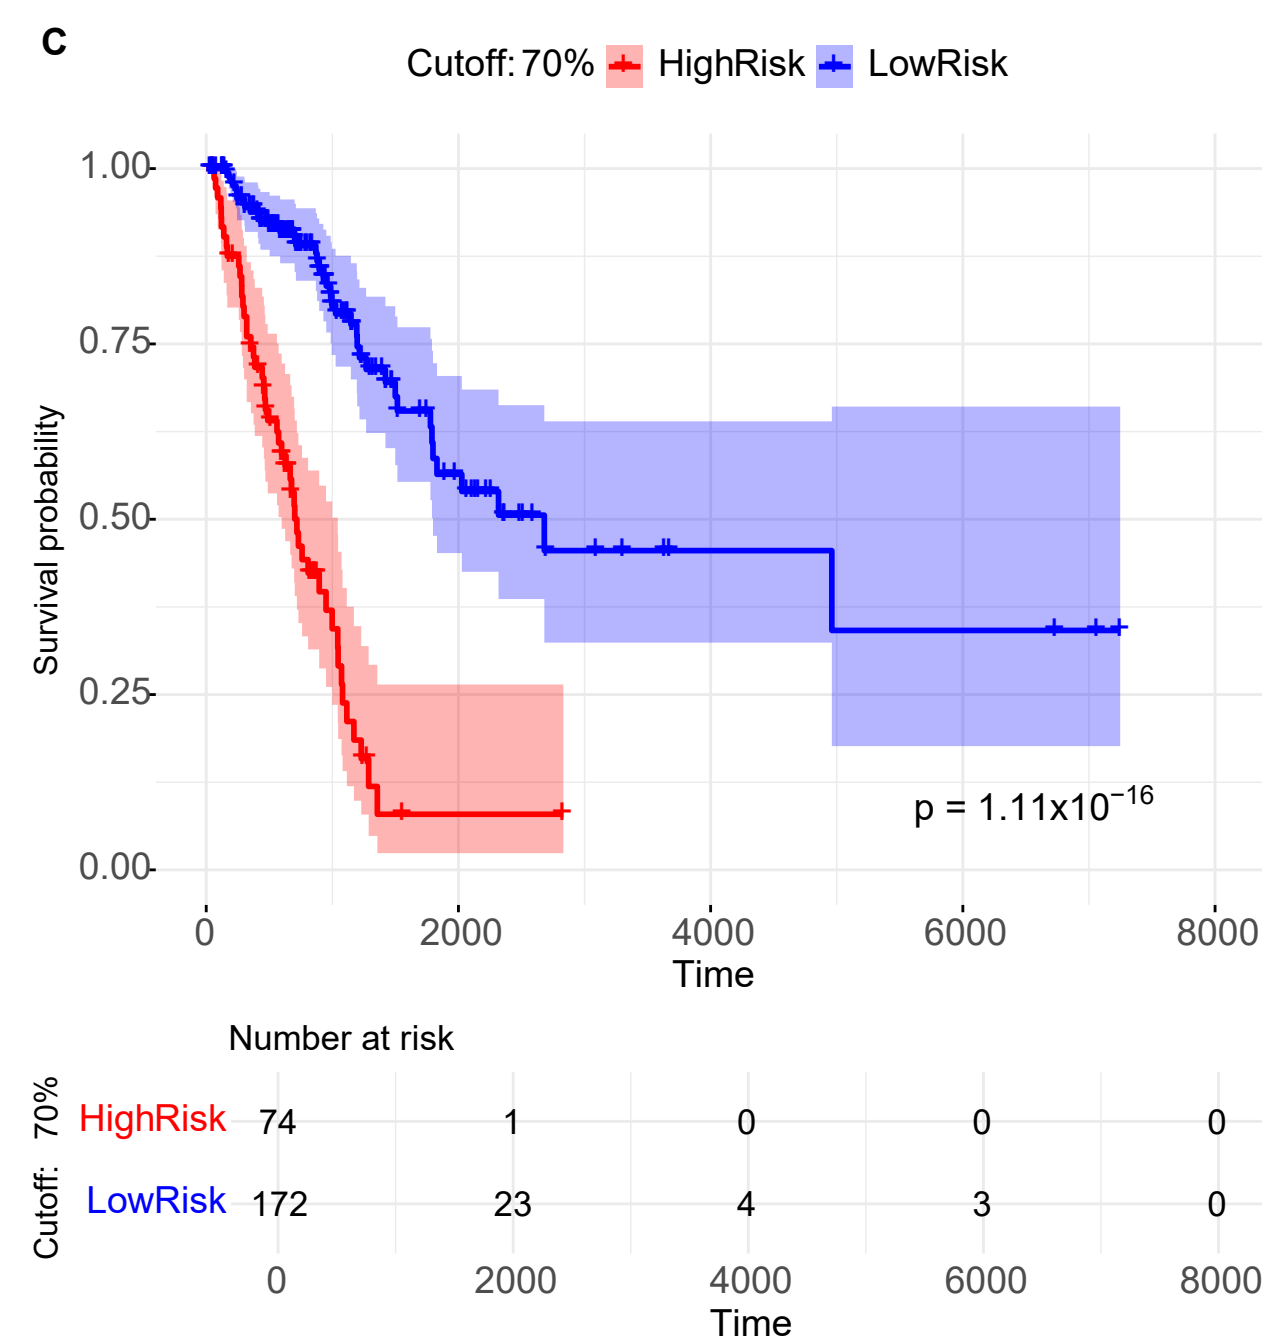 C
Cutoff: 70% HighRisk LowRisk
1.00
0.75
0.50
0.25
0.00
Survival probability
p = 1.11x10⁻¹⁶
0 2000 4000 6000 8000
Time
Number at risk
Cutoff: 70%
HighRisk 74 1 0 0 0
LowRisk 172 23 4 3 0
0 2000 4000 6000 8000
Time